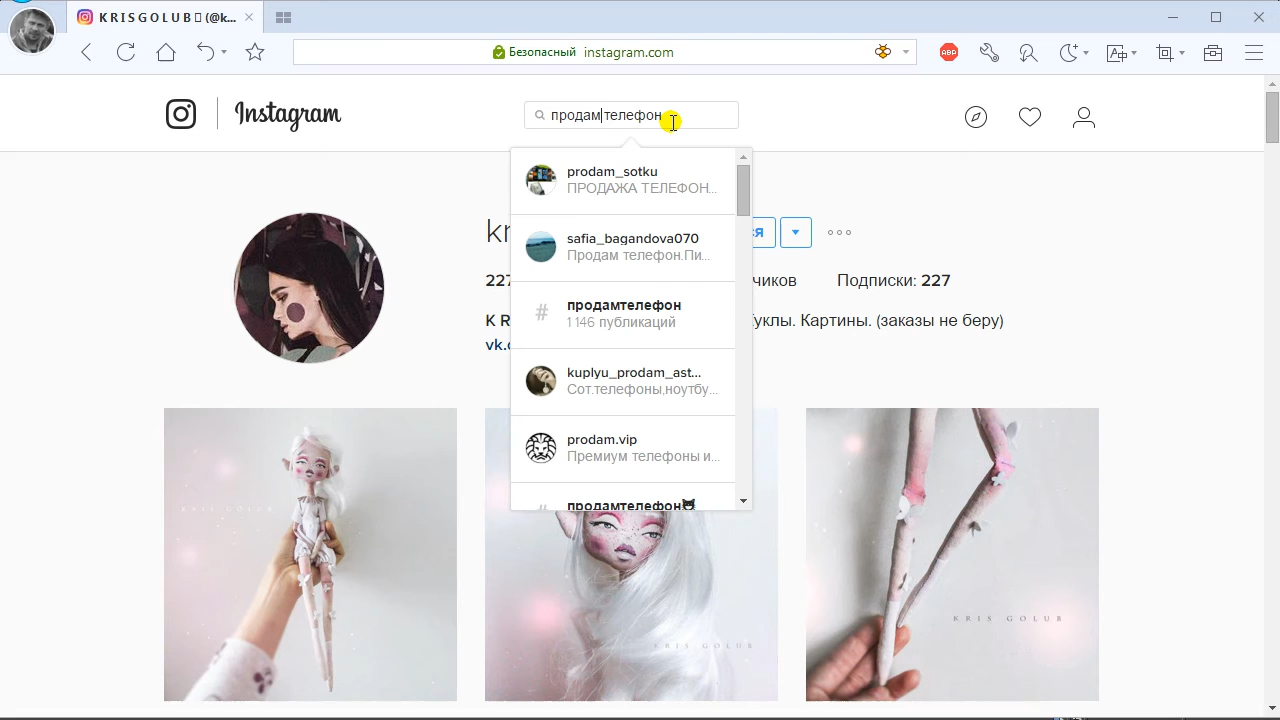 K R I S G O L U B
(@k...
Безопасный instagram.com
ABP
Instagram
продам телефон
prodam_sotku
ПРОДАЖА ТЕЛЕФОН...
safia_bagandova070
Продам телефон.Пи...
# продамтелефон
1 146 публикаций
kuplyu_prodam_ast...
Сот.телефоны,ноутбу...
prodam.vip
Премиум телефоны и...
# продамтелефон
kr
ся
227
чиков
Подписки: 227
K R
Куклы. Картины. (заказы не беру)
vk.c
KRIS GOLUB
KRIS GOLUB
KRIS GOLUB